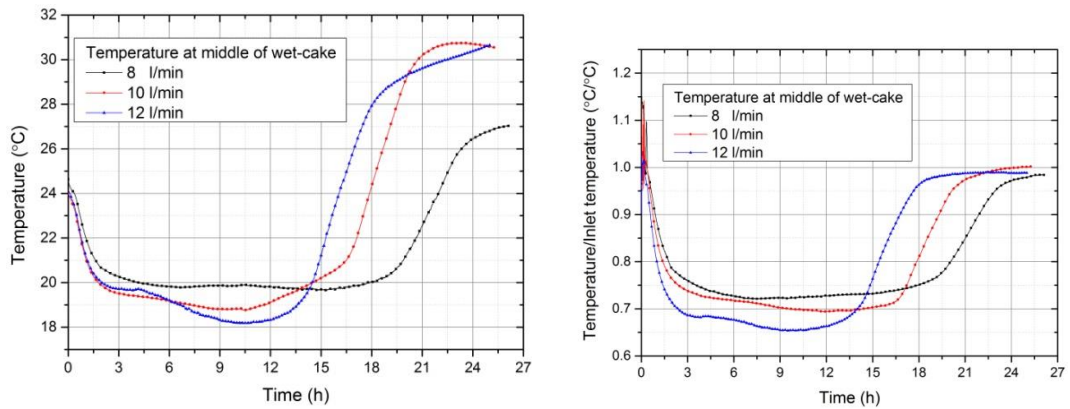 Temperature at middle of wet-cake
8 l/min
10 l/min
12 l/min
32
30
28
26
24
22
20
18
Temperature (°C)
0 3 6 9 12 15 18 21 24 27
Time (h)
Temperature at middle of wet-cake
8 l/min
10 l/min
12 l/min
1.2
1.1
1.0
0.9
0.8
0.7
0.6
Temperature/Inlet temperature (°C/°C)
0 3 6 9 12 15 18 21 24 27
Time (h)